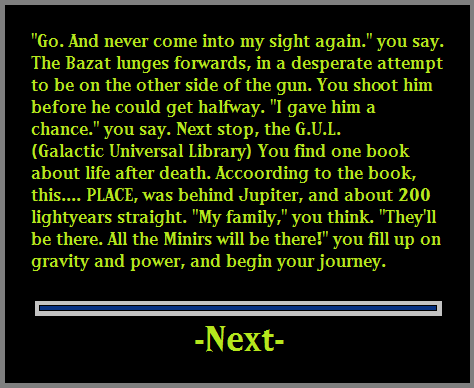 "Go. And never come into my sight again." you say.
The Bazat lunges forwards, in a desperate attempt
to be on the other side of the gun. You shoot him
before he could get halfway. "I gave him a
chance." you say. Next stop, the G.U.L.
(Galactic Universal Library) You find one book
about life after death. Accoording to the book,
this.... PLACE, was behind Jupiter, and about 200
lightyears straight. "My family," you think. "They'll
be there. All the Minirs will be there!" you fill up on
gravity and power, and begin your journey.
-Next-